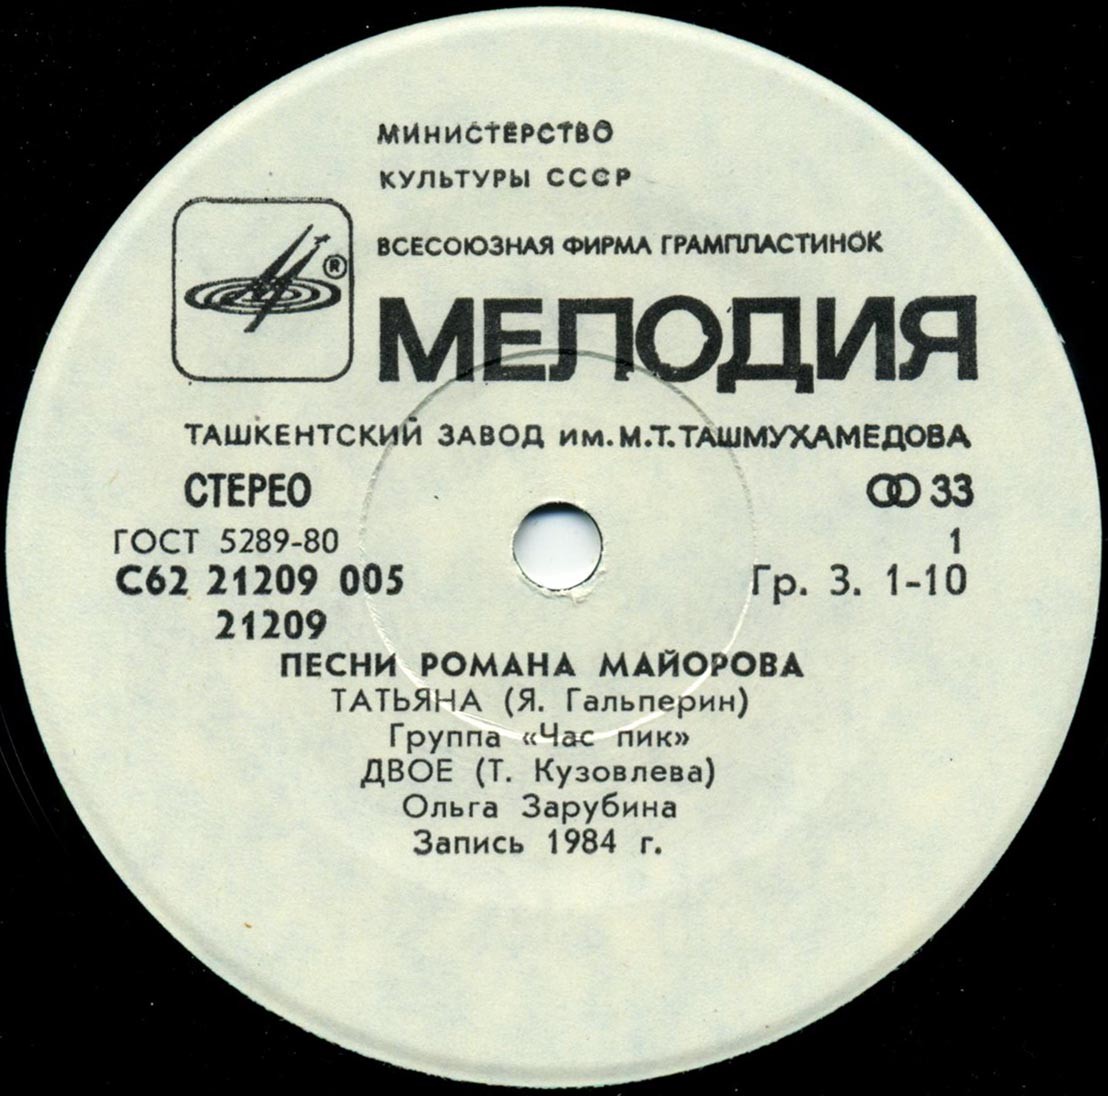 МИНИСТЕРСТВО
КУЛЬТУРЫ СССР
ВСЕСОЮЗНАЯ ФИРМА ГРАМПЛАСТИНОК
®
МЕЛОДИЯ
ТАШКЕНТСКИЙ ЗАВОД им. М.Т. ТАШМУХАМЕДОВА
СТЕРЕО 33
ГОСТ 5289-80 1
С62 21209 005 Гр. 3. 1-10
21209
ПЕСНИ РОМАНА МАЙОРОВА
ТАТЬЯНА (Я. Гальперин)
Группа «Час пик»
ДВОЕ (Т. Кузовлева)
Ольга Зарубина
Запись 1984 г.